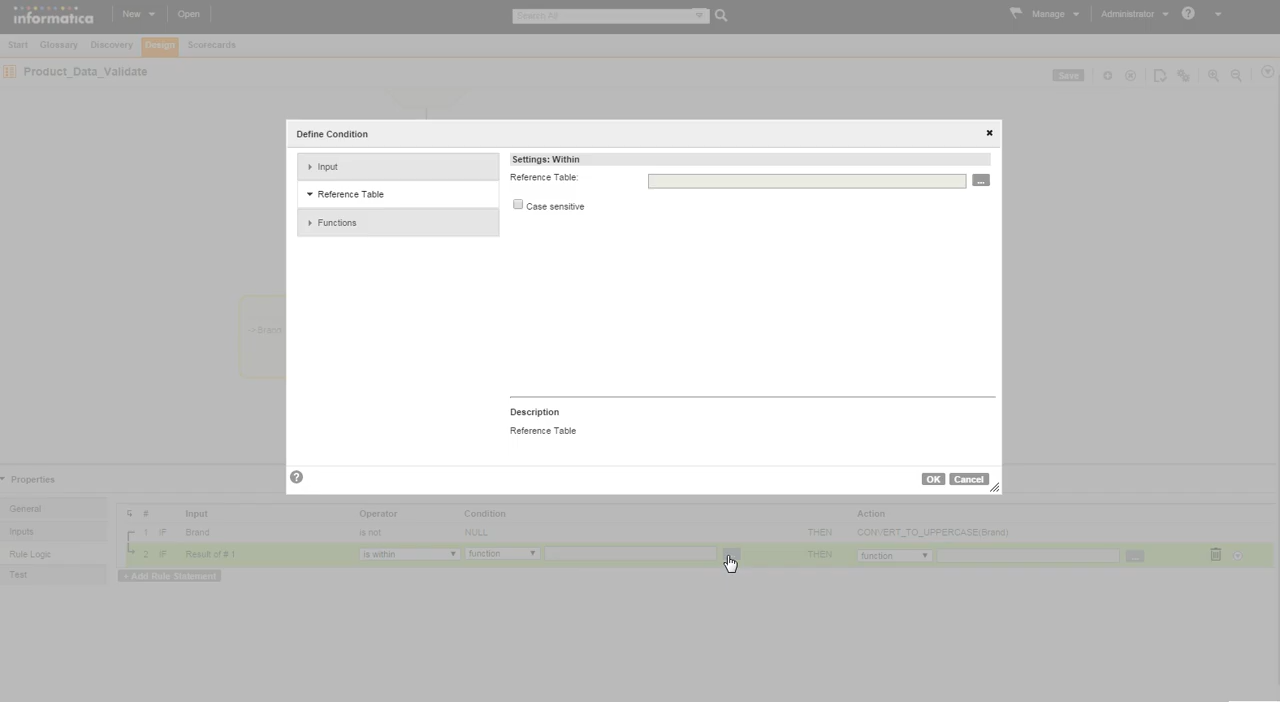 informatica New Open Search All Manage Administrator
Start Glossary Discovery Design Scorecards
Product_Data_Validate Save
Define Condition
Input
Reference Table
Functions
Settings: Within
Reference Table: ...
Case sensitive
->Brand
Description
Reference Table
OK Cancel
Properties
General
Inputs
Rule Logic
Test
# Input Operator Condition Action
1 IF Brand is not NULL THEN CONVERT_TO_UPPERCASE(Brand)
2 IF Result of # 1 is within function THEN function ...
+ Add Rule Statement